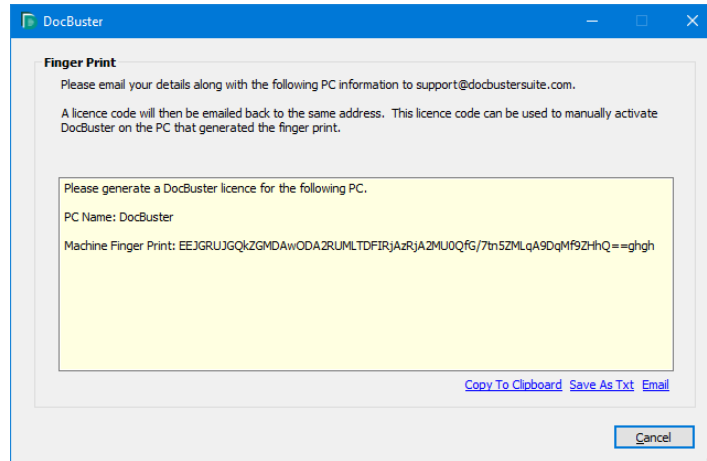 DocBuster
Finger Print
Please email your details along with the following PC information to support@docbustersuite.com.
A licence code will then be emailed back to the same address.  This licence code can be used to manually activate
DocBuster on the PC that generated the finger print.
Please generate a DocBuster licence for the following PC.
PC Name: DocBuster
Machine Finger Print: EEJGRUJGQkZGMDAwODA2RUMLTDFIRjAzRjA2MU0QfG/7tn5ZMLqA9DqMf9ZHhQ==ghgh
Copy To Clipboard Save As Txt Email
Cancel